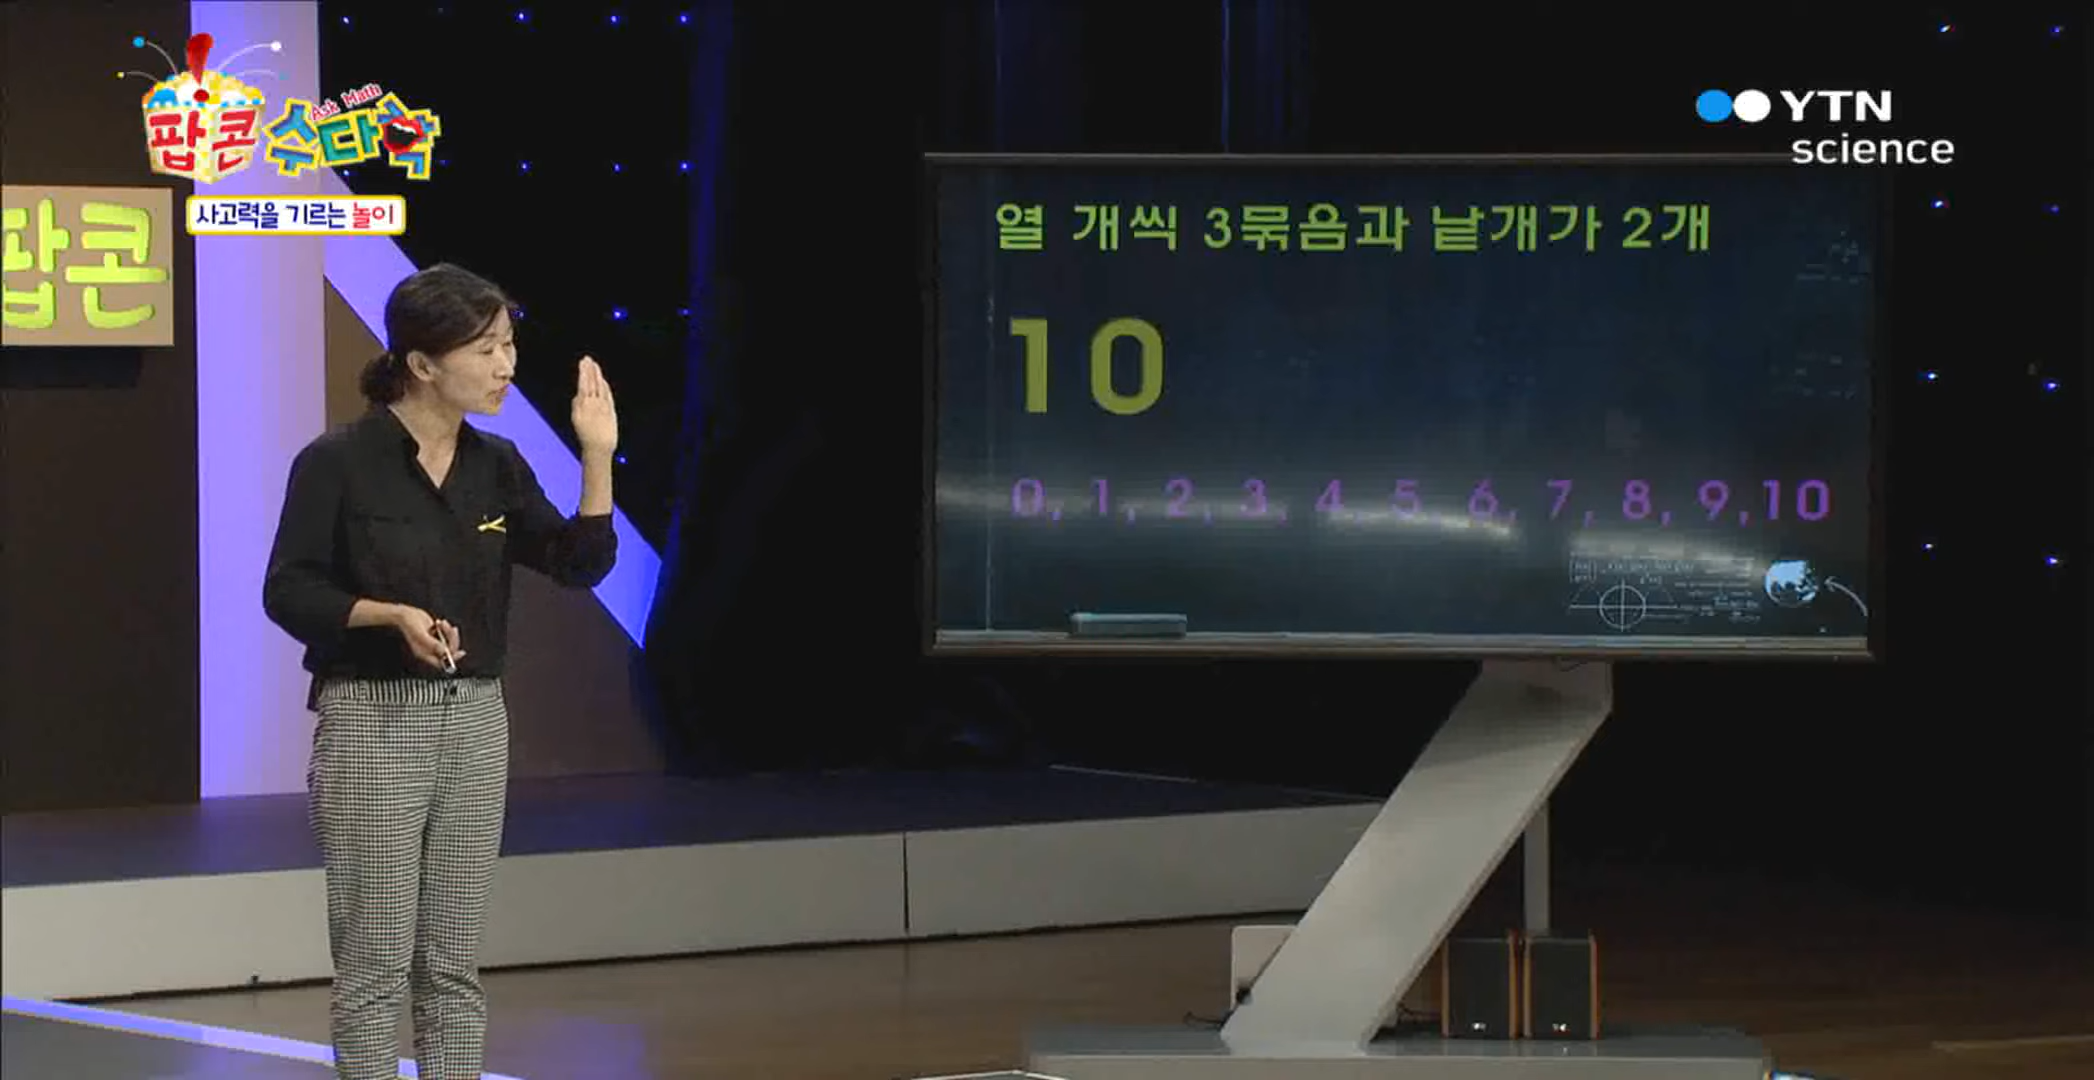 팝콘
Ask Math
수다학
사고력을 기르는 놀이
YTN
science
팝콘
열 개씩 3묶음과 낱개가 2개
10
0, 1, 2, 3, 4, 5, 6, 7, 8, 9,10